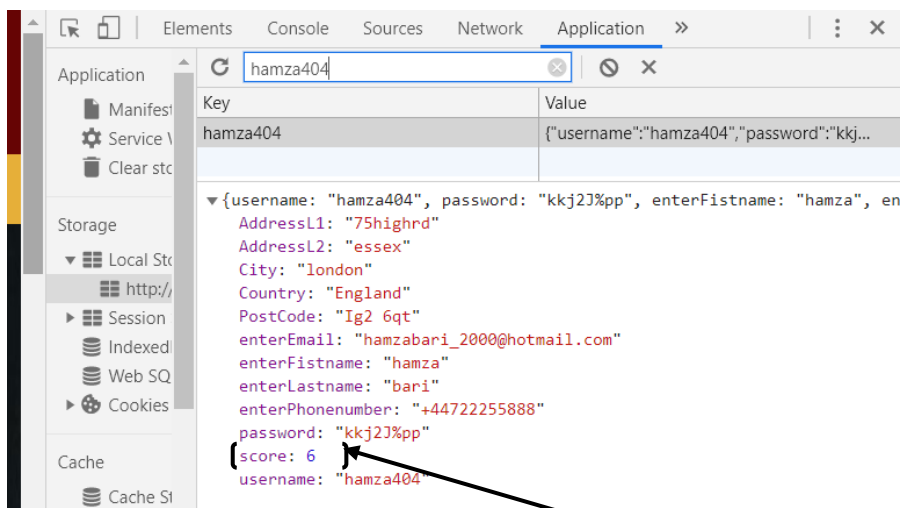 Elements Console Sources Network Application »
Application
hamza404
Manifest
Key Value
Service
hamza404 {"username":"hamza404","password":"kkj...
Clear sto
{username: "hamza404", password: "kkj2J%pp", enterFistname: "hamza", en
Storage
AddressL1: "75highrd"
AddressL2: "essex"
Local Sto
City: "london"
http://
Country: "England"
PostCode: "Ig2 6qt"
Session
enterEmail: "hamzabari_2000@hotmail.com"
Indexed
enterFistname: "hamza"
Web SQ
enterLastname: "bari"
Cookies
enterPhonenumber: "+44722255888"
password: "kkj2J%pp"
Cache
score: 6
username: "hamza404"
Cache St